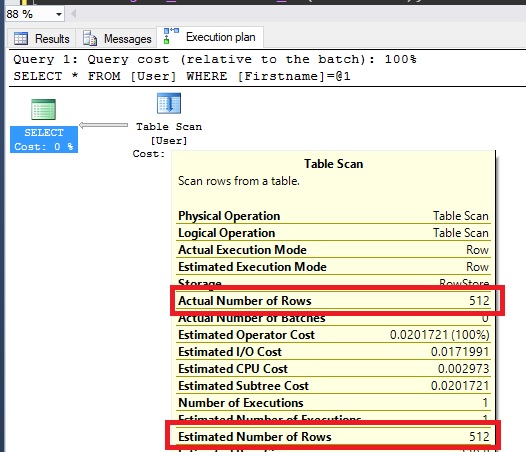 88 %
Results Messages Execution plan
Query 1: Query cost (relative to the batch): 100%
SELECT * FROM [User] WHERE [Firstname]=@1
SELECT
Cost: 0 %
Table Scan
[User]
Cost:
Table Scan
Scan rows from a table.
Physical Operation Table Scan
Logical Operation Table Scan
Actual Execution Mode Row
Estimated Execution Mode Row
Storage RowStore
Actual Number of Rows 512
Actual Number of Batches 0
Estimated Operator Cost 0.0201721 (100%)
Estimated I/O Cost 0.0171991
Estimated CPU Cost 0.002973
Estimated Subtree Cost 0.0201721
Number of Executions 1
Estimated Number of Executions 1
Estimated Number of Rows 512